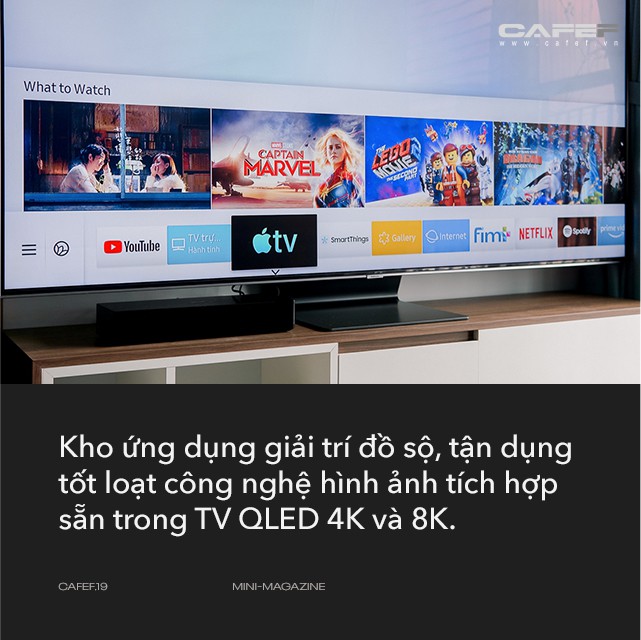 CAFEF
www.cafef.vn
What to Watch
CAPTAIN
MARVEL
THE
LEGO
MOVIE 2
THE SECOND PART
YouTube
TV trự...
Hành tinh
tv
SmartThings
Gallery
Internet
Film+
NETFLIX
Spotify
prime vid
Kho ứng dụng giải trí đồ sộ, tận dụng
tốt loạt công nghệ hình ảnh tích hợp
sẵn trong TV QLED 4K và 8K.
CAFEF.19
MINI-MAGAZINE